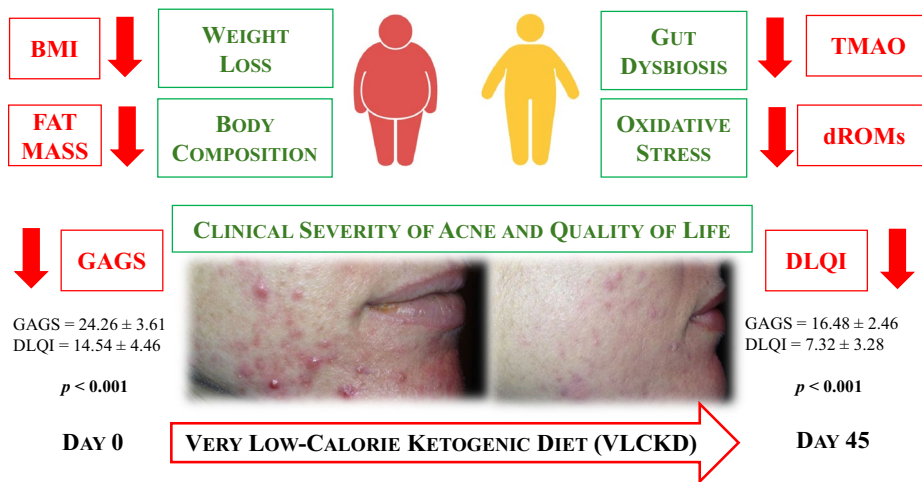 BMI
WEIGHT
LOSS
GUT
DYSBIOSIS
TMAO
FAT
MASS
BODY
COMPOSITION
OXIDATIVE
STRESS
dROMs
CLINICAL SEVERITY OF ACNE AND QUALITY OF LIFE
GAGS
DLQI
GAGS = 24.26 ± 3.61
DLQI = 14.54 ± 4.46
p < 0.001
GAGS = 16.48 ± 2.46
DLQI = 7.32 ± 3.28
p < 0.001
DAY 0
VERY LOW-CALORIE KETOGENIC DIET (VLCKD)
DAY 45